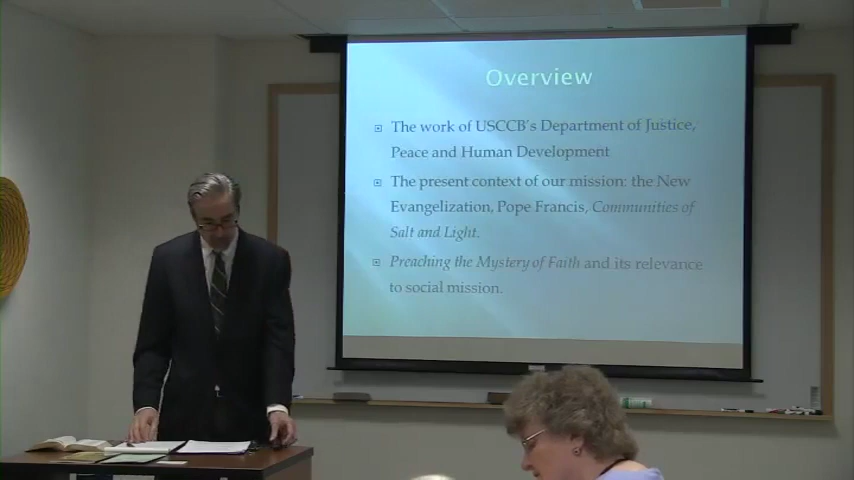 Overview
The work of USCCB's Department of Justice,
Peace and Human Development
The present context of our mission: the New
Evangelization, Pope Francis, Communities of
Salt and Light.
Preaching the Mystery of Faith and its relevance
to social mission.